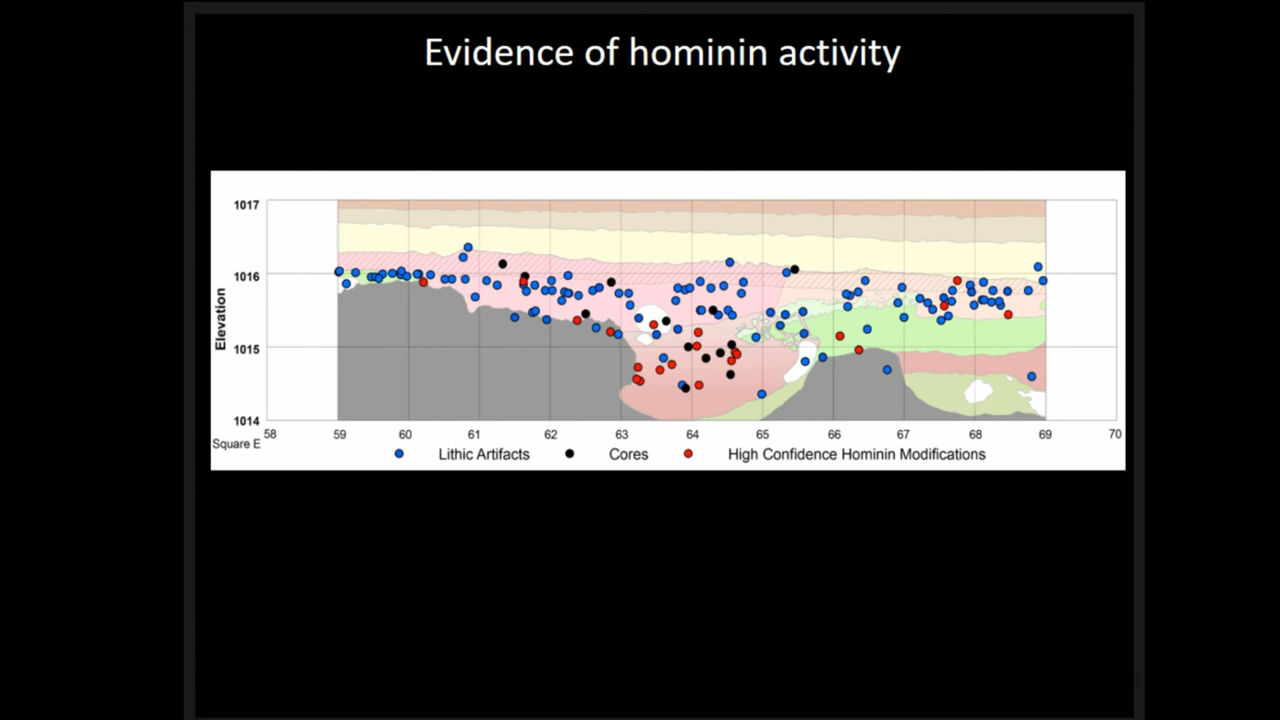 Evidence of hominin activity
1017
1016
1015
1014
Elevation
58 59 60 61 62 63 64 65 66 67 68 69 70
Square E
Lithic Artifacts Cores High Confidence Hominin Modifications